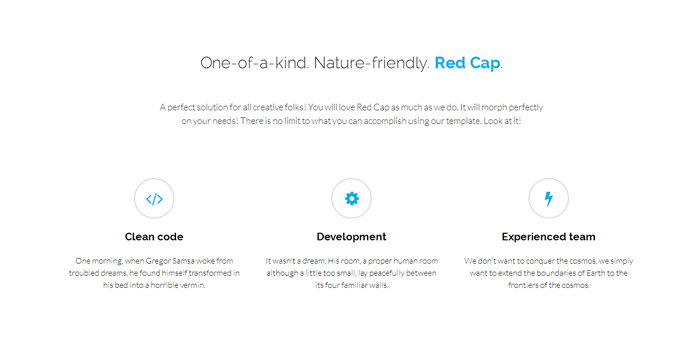 One-of-a-kind. Nature-friendly. Red Cap.
A perfect solution for all creative folks! You will love Red Cap as much as we do. It will morph perfectly
on your needs! There is no limit to what you can accomplish using our template. Look at it!
Clean code
One morning, when Gregor Samsa woke from
troubled dreams, he found himself transformed in
his bed into a horrible vermin.
Development
It wasn't a dream. His room, a proper human room
although a little too small, lay peacefully between
its four familiar walls.
Experienced team
We don't want to conquer the cosmos, we simply
want to extend the boundaries of Earth to the
frontiers of the cosmos.